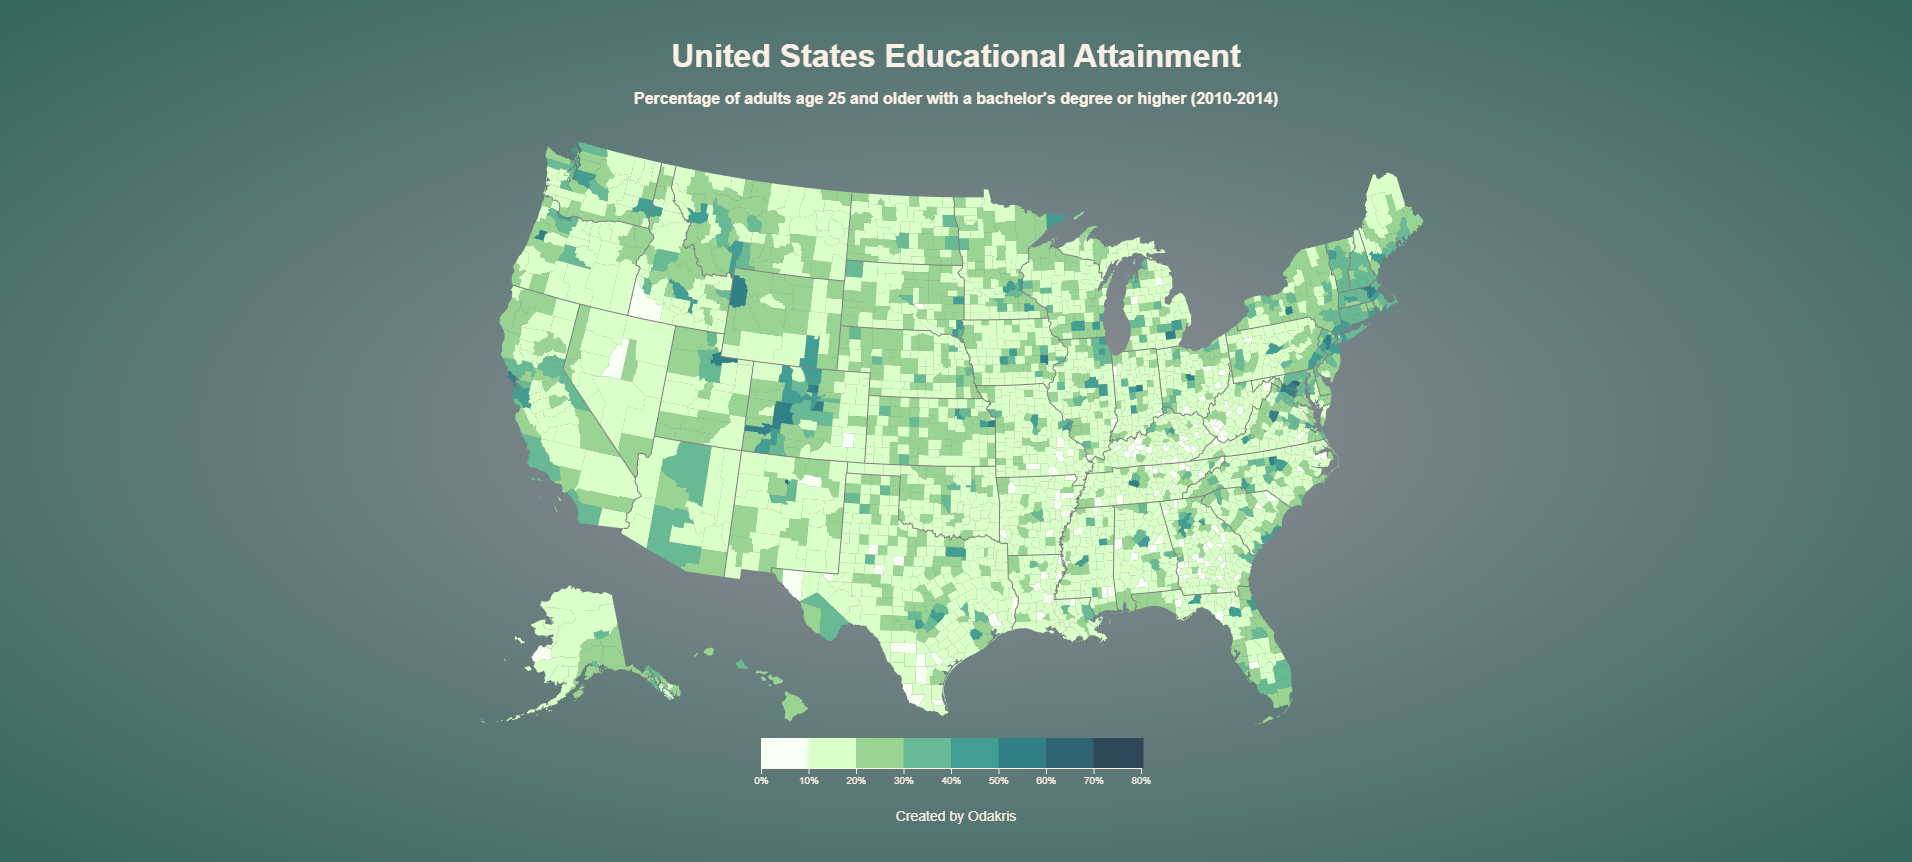 United States Educational Attainment
Percentage of adults age 25 and older with a bachelor's degree or higher (2010-2014)
0% 10% 20% 30% 40% 50% 60% 70% 80%
Created by Odakris